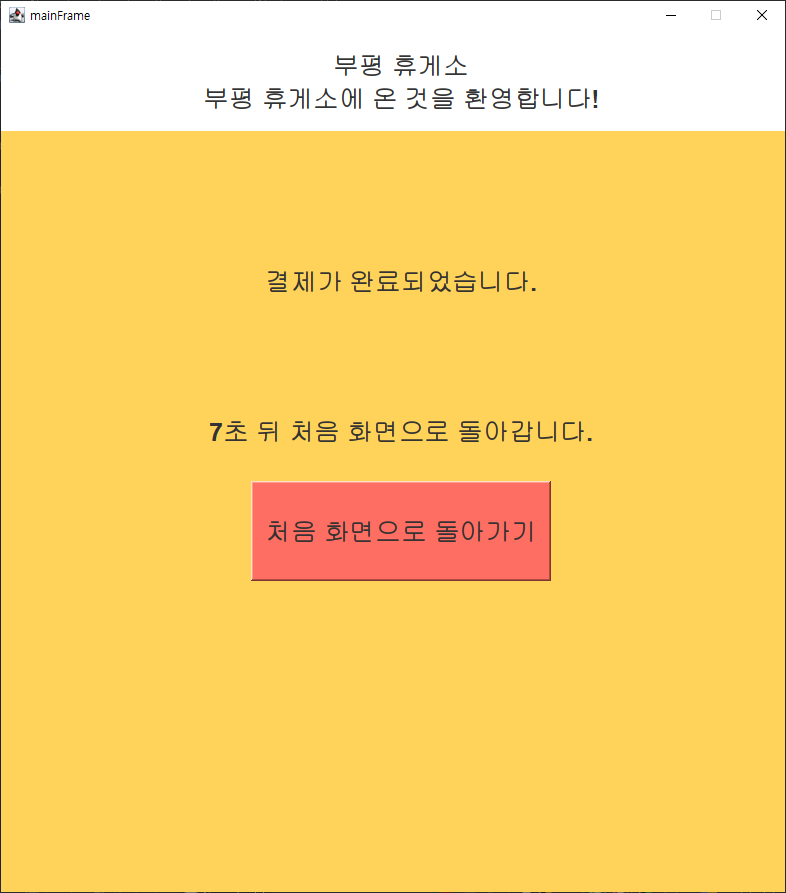 mainFrame
부평 휴게소
부평 휴게소에 온 것을 환영합니다!
결제가 완료되었습니다.
7초 뒤 처음 화면으로 돌아갑니다.
처음 화면으로 돌아가기